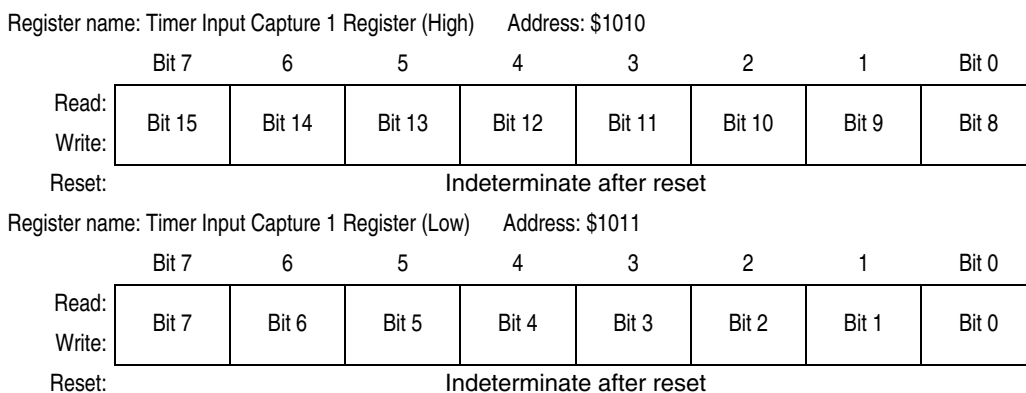 Register name: Timer Input Capture 1 Register (High) Address: $1010
Bit 7 6 5 4 3 2 1 Bit 0
Read:
Bit 15 Bit 14 Bit 13 Bit 12 Bit 11 Bit 10 Bit 9 Bit 8
Write:
Reset: Indeterminate after reset
Register name: Timer Input Capture 1 Register (Low) Address: $1011
Bit 7 6 5 4 3 2 1 Bit 0
Read:
Bit 7 Bit 6 Bit 5 Bit 4 Bit 3 Bit 2 Bit 1 Bit 0
Write:
Reset: Indeterminate after reset